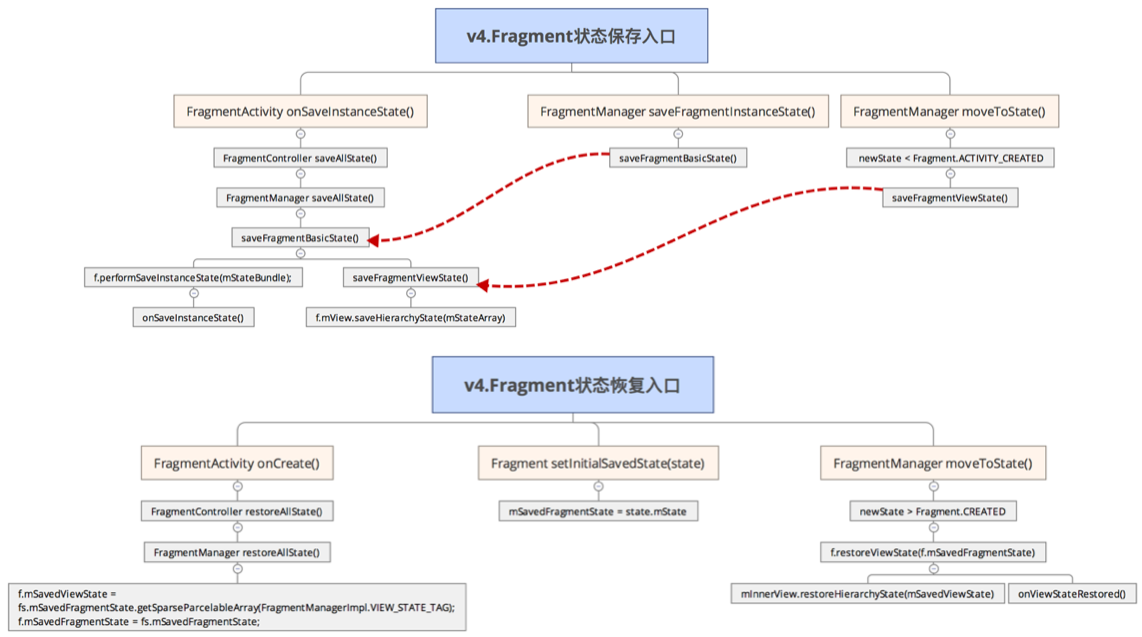 v4.Fragment状态保存入口
FragmentActivity onSaveInstanceState()
FragmentManager saveFragmentInstanceState()
FragmentManager moveToState()
FragmentController saveAllState()
saveFragmentBasicState()
newState < Fragment.ACTIVITY_CREATED
FragmentManager saveAllState()
saveFragmentViewState()
saveFragmentBasicState()
f.performSaveInstanceState(mStateBundle);
saveFragmentViewState()
onSaveInstanceState()
f.mView.saveHierarchyState(mStateArray)
v4.Fragment状态恢复入口
FragmentActivity onCreate()
Fragment setInitialSavedState(state)
FragmentManager moveToState()
FragmentController restoreAllState()
mSavedFragmentState = state.mState
newState > Fragment.CREATED
FragmentManager restoreAllState()
f.restoreViewState(f.mSavedFragmentState)
f.mSavedViewState =
fs.mSavedFragmentState.getSparseParcelableArray(FragmentManagerImpl.VIEW_STATE_TAG);
f.mSavedFragmentState = fs.mSavedFragmentState;
mInnerView.restoreHierarchyState(mSavedViewState)
onViewStateRestored()